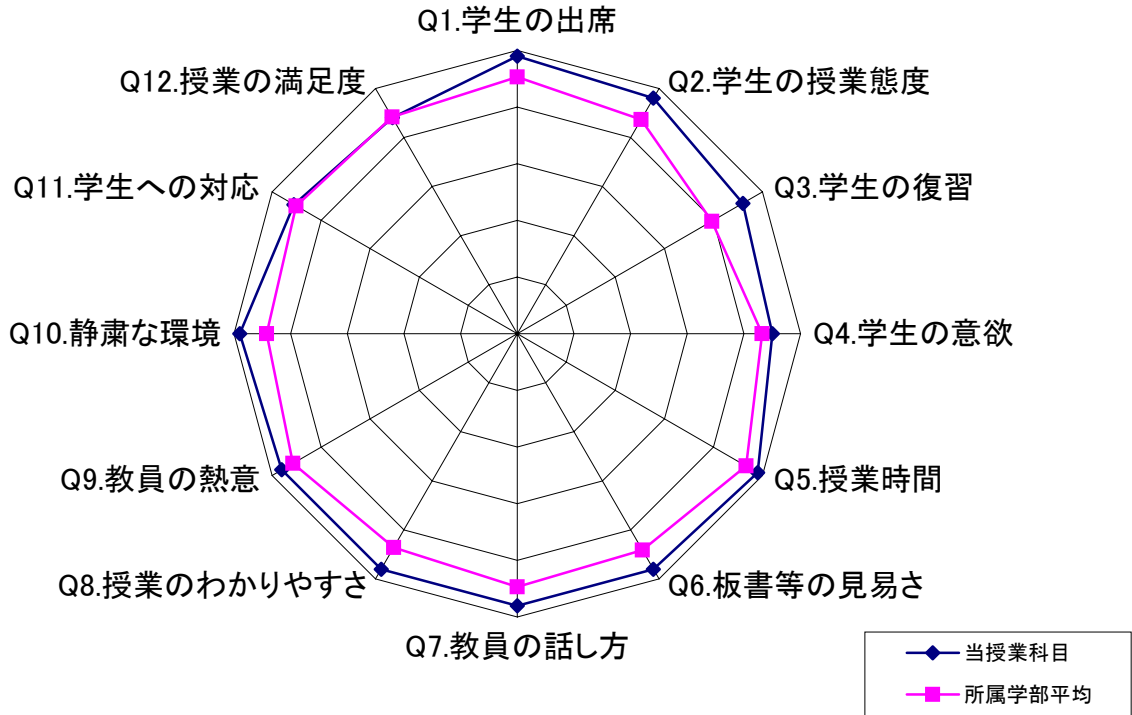 Q1.学生の出席
Q2.学生の授業態度
Q3.学生の復習
Q4.学生の意欲
Q5.授業時間
Q6.板書等の見易さ
Q7.教員の話し方
Q8.授業のわかりやすさ
Q9.教員の熱意
Q10.静粛な環境
Q11.学生への対応
Q12.授業の満足度
当授業科目
所属学部平均